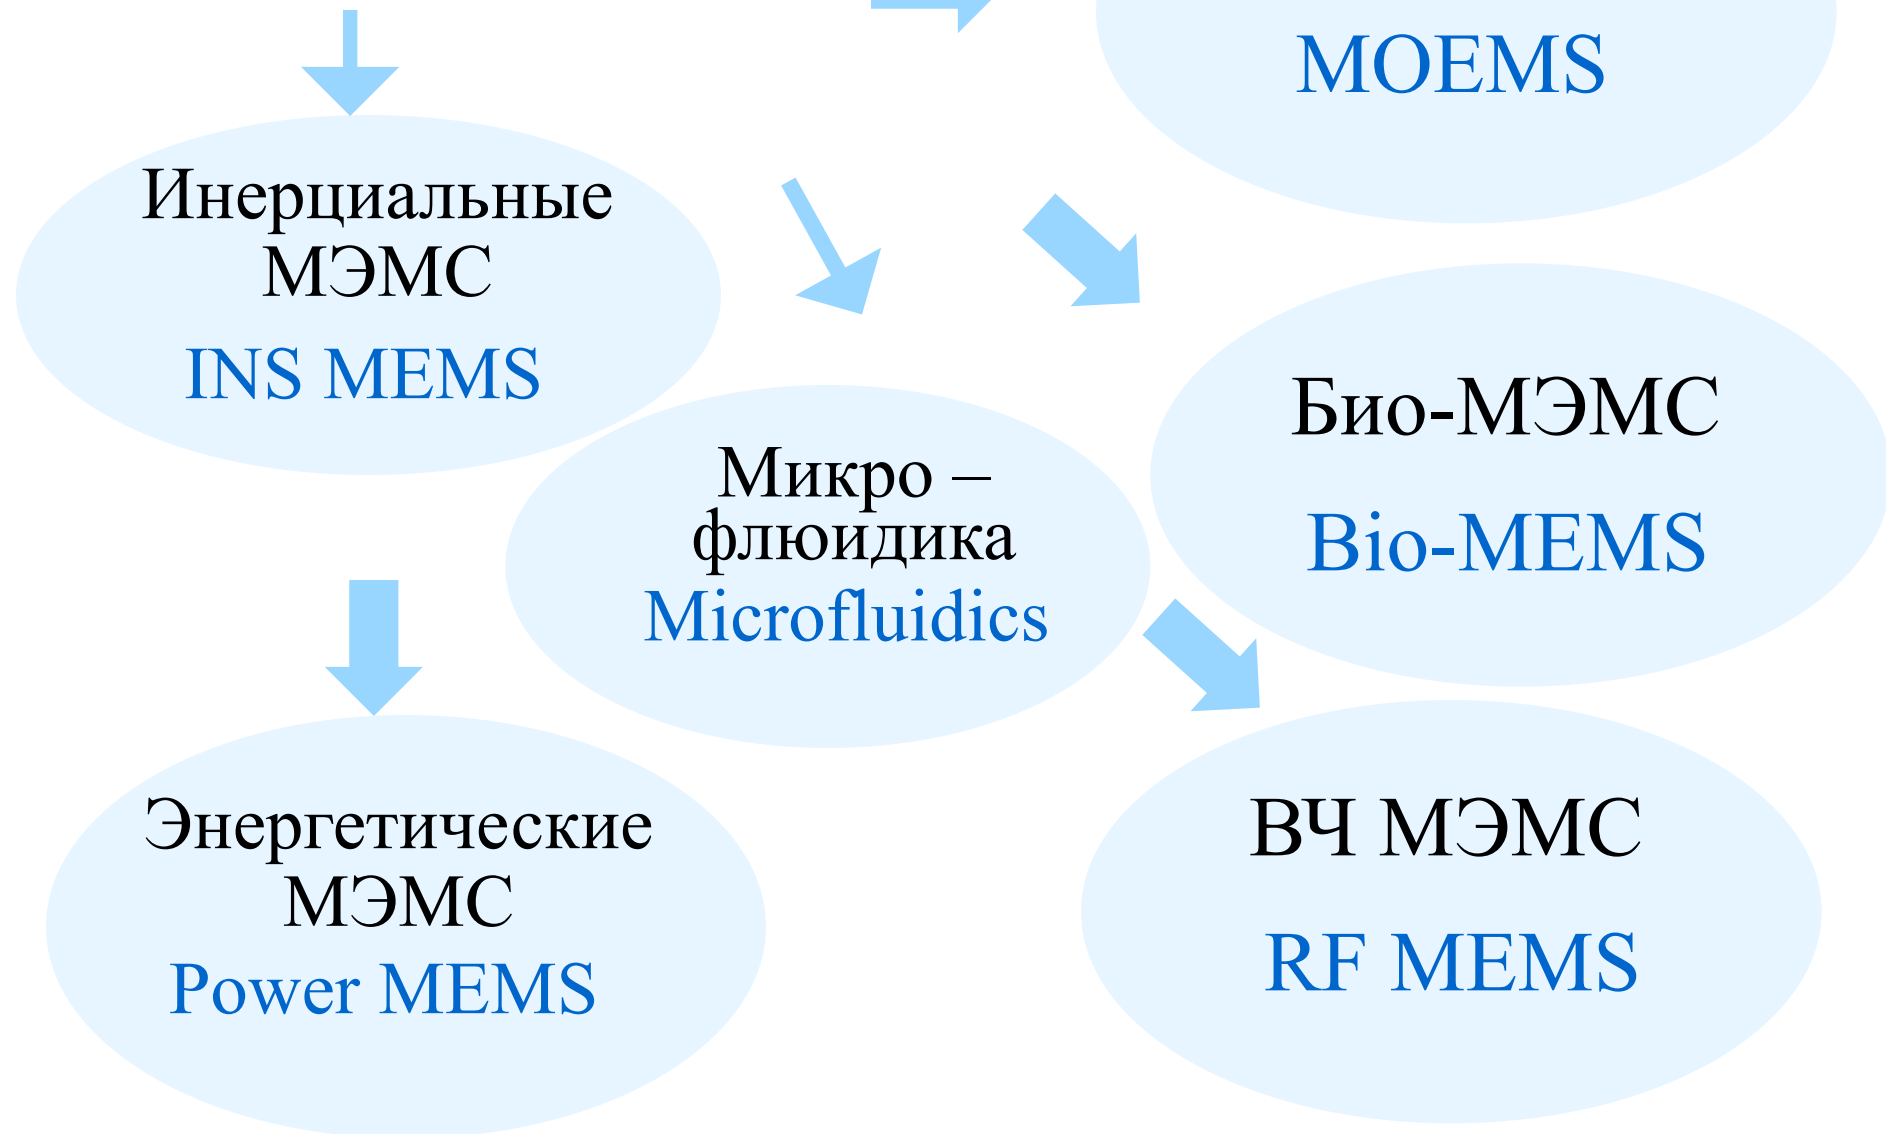 MOEMS
Инерциальные
МЭМС
INS MEMS
Био-МЭМС
Bio-MEMS
Микро –
флюидика
Microfluidics
Энергетические
МЭМС
Power MEMS
ВЧ МЭМС
RF MEMS